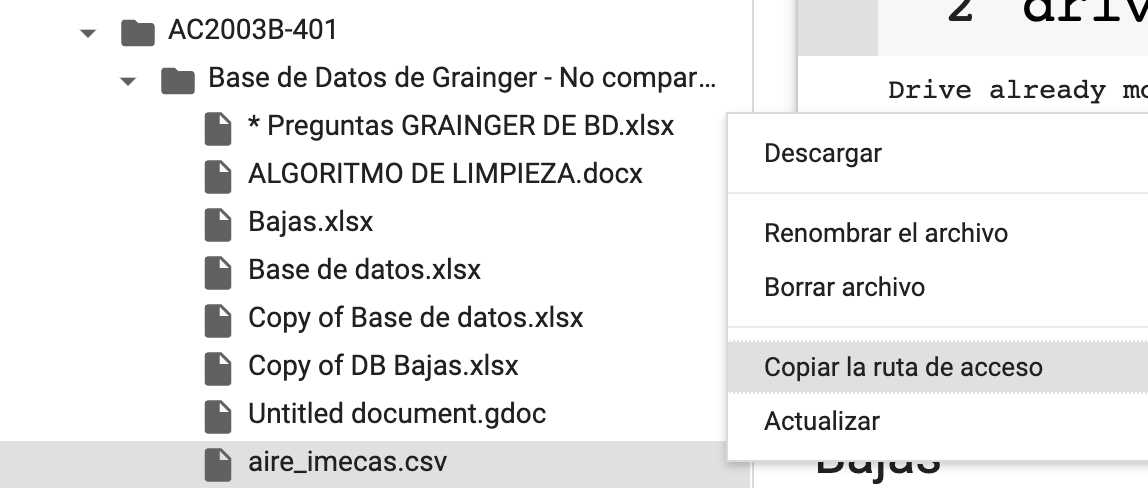 AC2003B-401
Base de Datos de Grainger - No compar...
* Preguntas GRAINGER DE BD.xlsx
ALGORITMO DE LIMPIEZA.docx
Bajas.xlsx
Base de datos.xlsx
Copy of Base de datos.xlsx
Copy of DB Bajas.xlsx
Untitled document.gdoc
aire_imecas.csv
2 driv
Drive already mo
Descargar
Renombrar el archivo
Borrar archivo
Copiar la ruta de acceso
Actualizar
Bajas